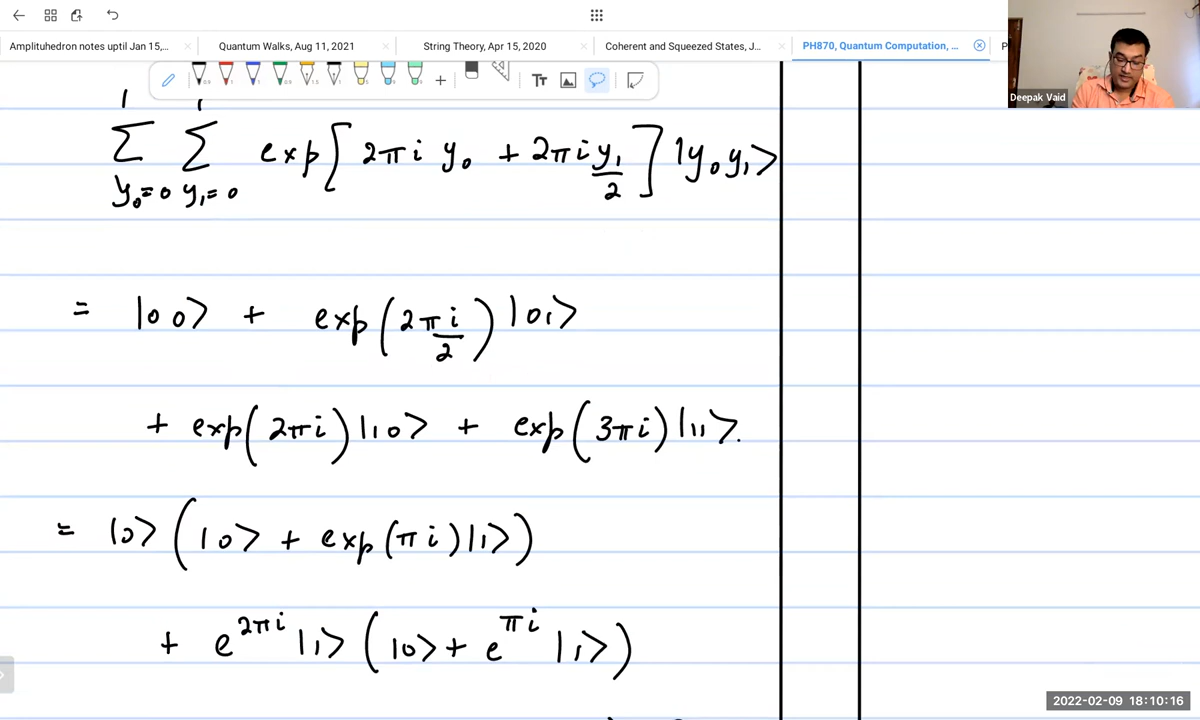 Amplituhedron notes uptil Jan 15,... Quantum Walks, Aug 11, 2021 String Theory, Apr 15, 2020 Coherent and Squeezed States, J... PH870, Quantum Computation, ... P
Tт
Deepak Vaid
1 1
Σ Σ exp[2πi y₀ + 2πi y₁/2] |y₀y₁>
y₀=0 y₁=0
= |00> + exp(2πi/2)|01>
+ exp(2πi)|10> + exp(3πi)|11>.
= |0>(|0> + exp(πi)|1>)
+ e^{2πi}|1>(|0> + e^{πi}|1>)
2022-02-09 18:10:16